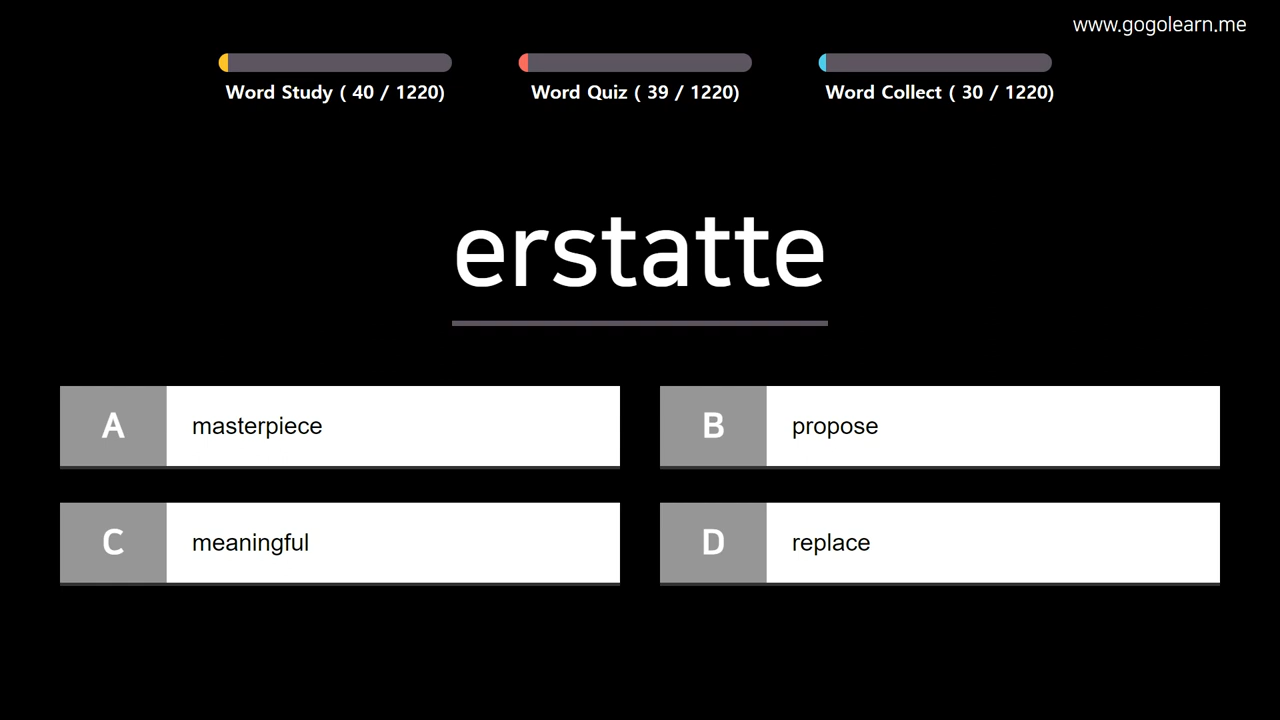 www.gogolearn.me
Word Study ( 40 / 1220)
Word Quiz ( 39 / 1220)
Word Collect ( 30 / 1220)
erstatte
A masterpiece
B propose
C meaningful
D replace